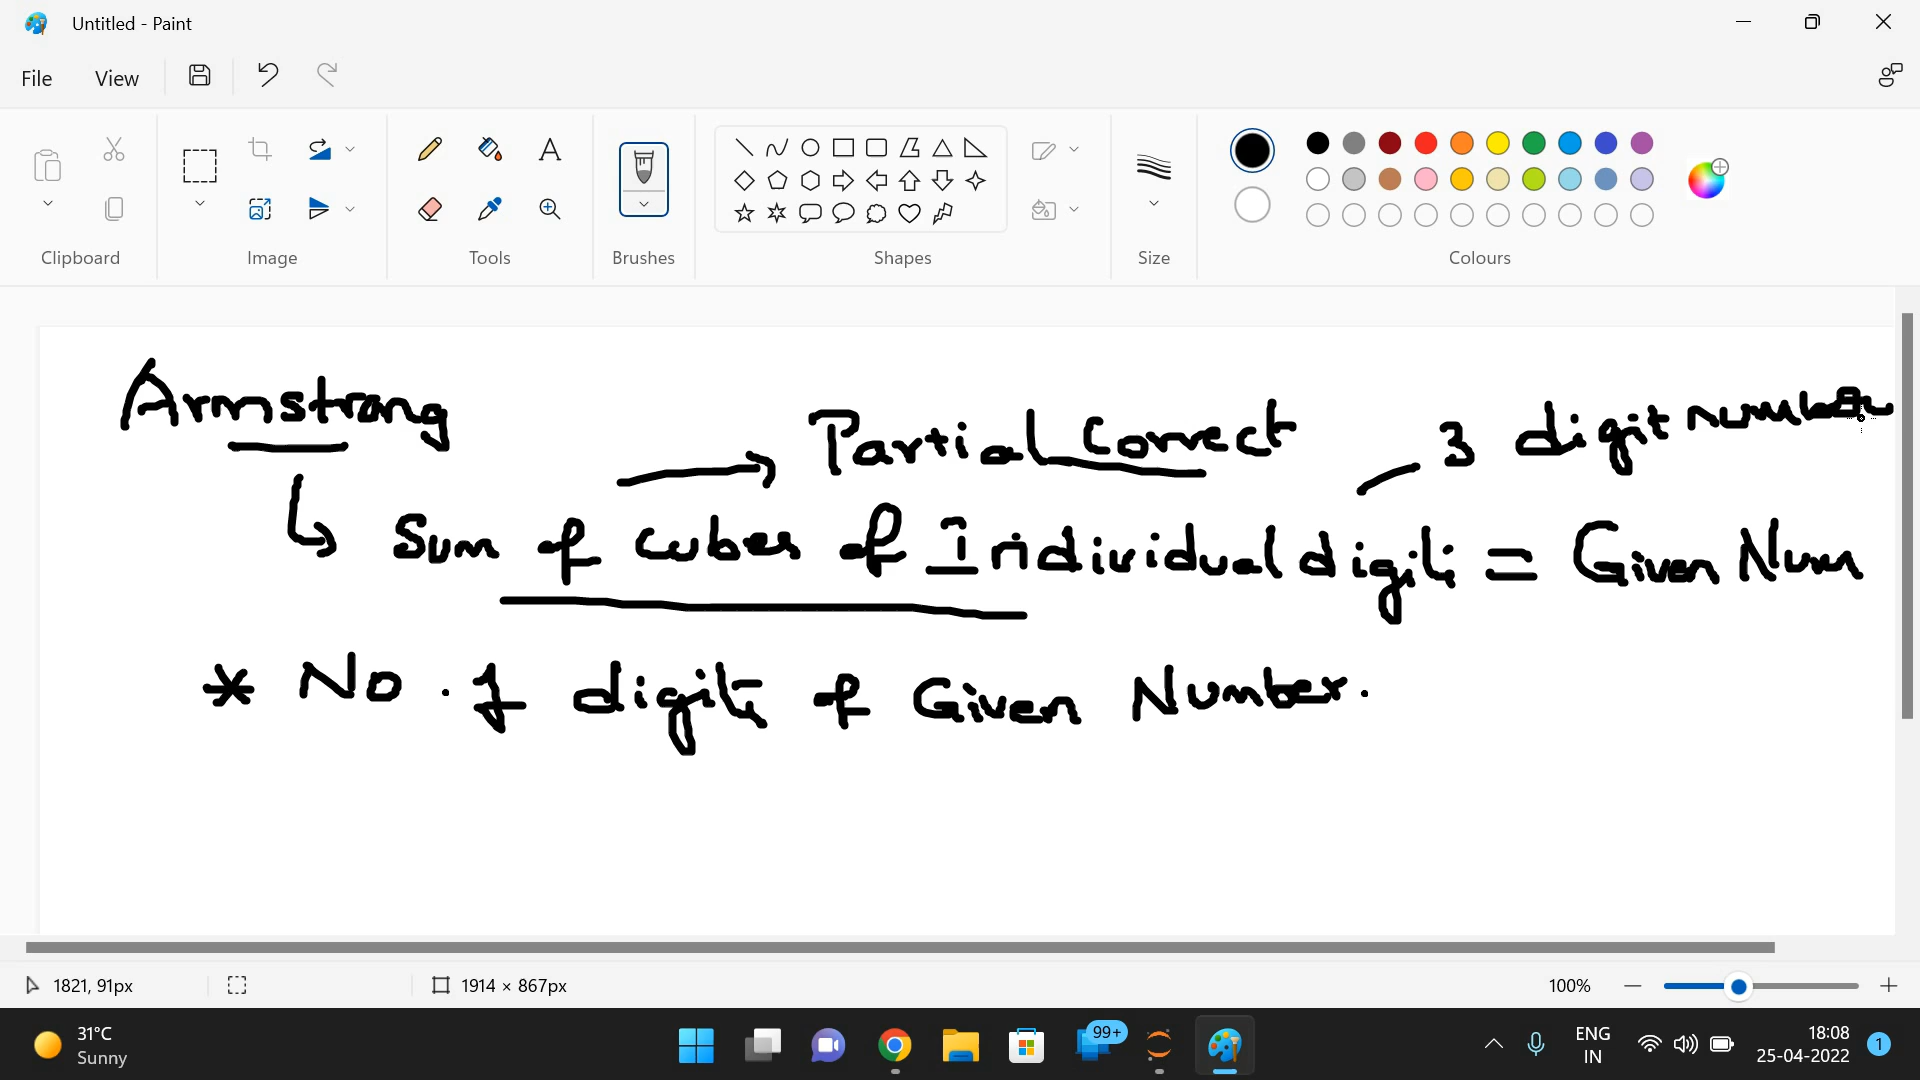 Untitled - Paint
File View
Clipboard Image Tools Brushes Shapes Size Colours
Armstrong
Partial Correct
3 digit Number
Sum of cubes of Individual digits = Given Num
* No. of digits of Given Number.
1821, 91px 1914 × 867px 100%
31°C
Sunny
99+
ENG
IN
18:08
25-04-2022
1